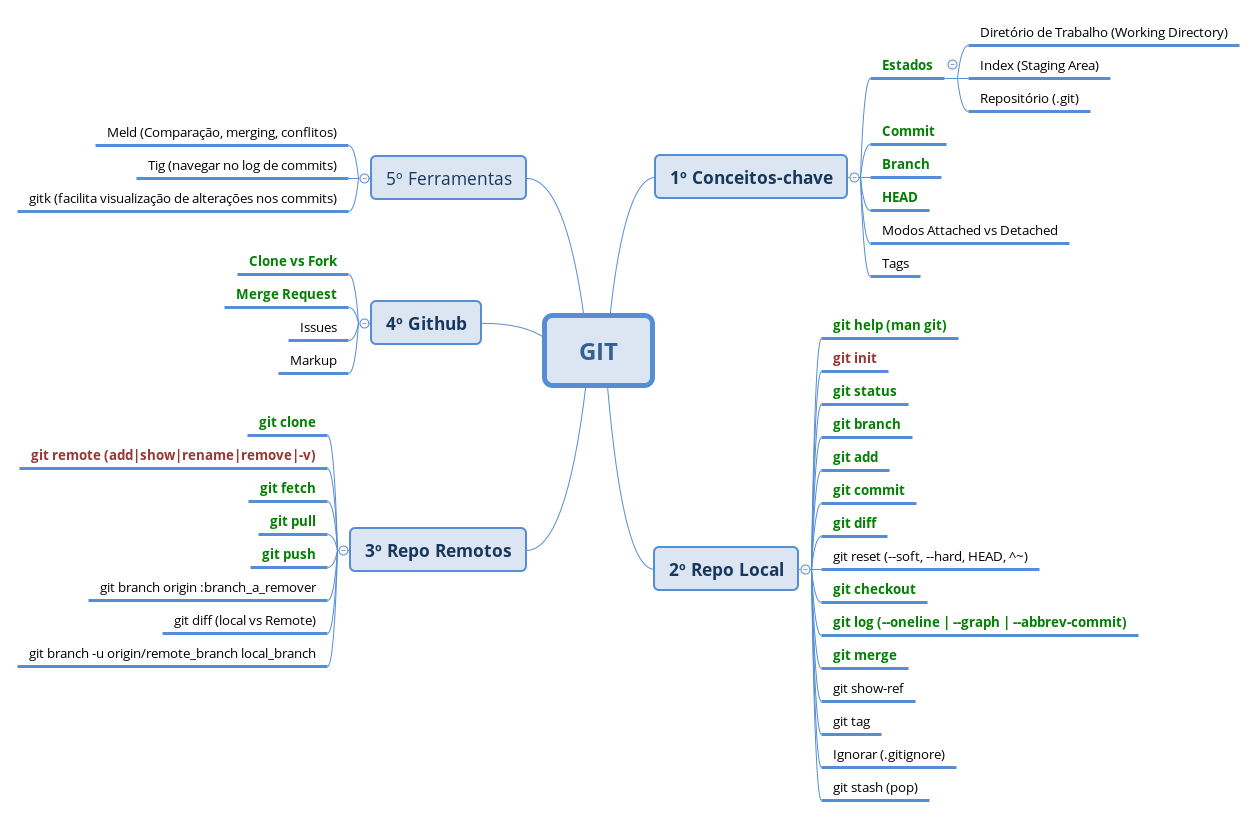 GIT
1º Conceitos-chave
Estados
Diretório de Trabalho (Working Directory)
Index (Staging Area)
Repositório (.git)
Commit
Branch
HEAD
Modos Attached vs Detached
Tags
2º Repo Local
git help (man git)
git init
git status
git branch
git add
git commit
git diff
git reset (--soft, --hard, HEAD, ^~)
git checkout
git log (--oneline | --graph | --abbrev-commit)
git merge
git show-ref
git tag
Ignorar (.gitignore)
git stash (pop)
3º Repo Remotos
git clone
git remote (add|show|rename|remove|-v)
git fetch
git pull
git push
git branch origin :branch_a_remover
git diff (local vs Remote)
git branch -u origin/remote_branch local_branch
4º Github
Clone vs Fork
Merge Request
Issues
Markup
5º Ferramentas
Meld (Comparação, merging, conflitos)
Tig (navegar no log de commits)
gitk (facilita visualização de alterações nos commits)